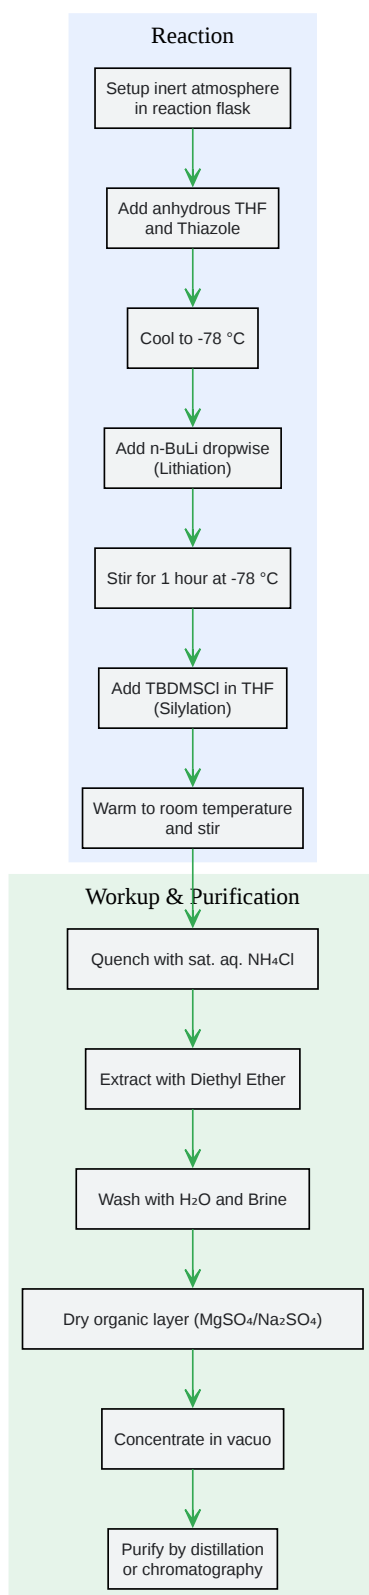 Reaction
Setup inert atmosphere
in reaction flask
Add anhydrous THF
and Thiazole
Cool to -78 °C
Add n-BuLi dropwise
(Lithiation)
Stir for 1 hour at -78 °C
Add TBDMSCl in THF
(Silylation)
Warm to room temperature
and stir
Workup & Purification
Quench with sat. aq. NH₄Cl
Extract with Diethyl Ether
Wash with H₂O and Brine
Dry organic layer (MgSO₄/Na₂SO₄)
Concentrate in vacuo
Purify by distillation
or chromatography